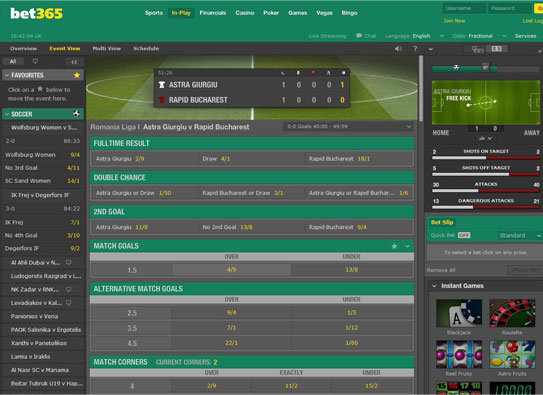 bet365
Sports In-Play Financials Casino Poker Games Vegas Bingo
Username
Password
Join Now
Lost Log
Live Streaming Chat Language English Odds Fractional Services
Overview Event View Multi View Schedule
FAVOURITES
Click on a ★ below to
move the event here.
SOCCER
Wolfsburg Women v S...
2-0 86:33
Wolfsburg Women 9/4
No 3rd Goal 4/11
SC Sand Women 14/1
IK Frej v Degerfors IF
3-0 84:22
IK Frej 7/1
No 4th Goal 3/10
Degerfors IF 9/2
Al Ahli Dubai v N...
Ludogorets Razgrad v L...
NK Zadar v RNK...
Levadiakos v Kal...
Panionios v Veria
PAOK Salonika v Ergotelis
Xanthi v Panetolikos
Lamia v Iraklis
Al Nasr SC v Manama
Beitar Tubruk U19 v Hap...
51:26
ASTRA GIURGIU 1 0 0 0 1
RAPID BUCHAREST 1 0 0 0 0
Romania Liga I Astra Giurgiu v Rapid Bucharest
0-0 Goals 40:00 - 49:59
FULLTIME RESULT
Astra Giurgiu 2/9 Draw 4/1 Rapid Bucharest 18/1
DOUBLE CHANCE
Astra Giurgiu or Draw 1/50 Rapid Bucharest or Draw 3/1 Astra Giurgiu or Rapid Buchar... 1/6
2ND GOAL
Astra Giurgiu 11/8 No 2nd Goal 13/8 Rapid Bucharest 9/4
MATCH GOALS
OVER UNDER
1.5 4/9 13/8
ALTERNATIVE MATCH GOALS
OVER UNDER
2.5 9/4 1/3
3.5 7/1 1/12
4.5 22/1 1/80
MATCH CORNERS CURRENT CORNERS: 2
OVER EXACTLY UNDER
4 2/9 11/2 15/2
ASTRA GIURGIU
FREE KICK
HOME 1 0 AWAY
2 SHOTS ON TARGET 2
5 SHOTS OFF TARGET 2
30 ATTACKS 40
13 DANGEROUS ATTACKS 21
Bet Slip
Quick Bet OFF Standard
To select a bet click on any price.
Remove All Place Bet
Instant Games
Blackjack Roulette
Reel Fruity Astro Fruits